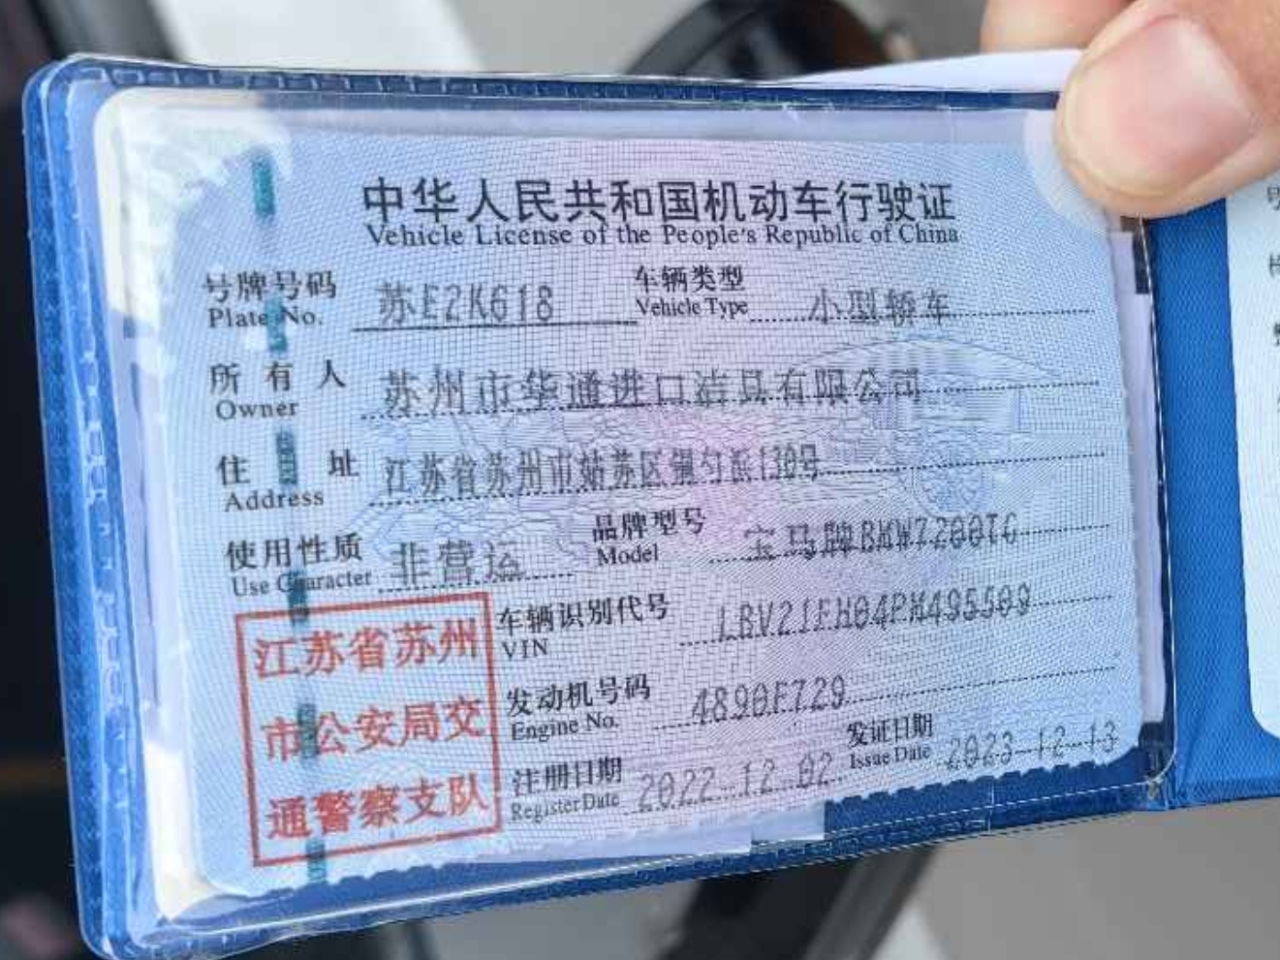 中华人民共和国机动车行驶证
Vehicle License of the People's Republic of China
号牌号码 苏E2K618 车辆类型 小型轿车
Plate No. Vehicle Type
所有人 苏州市华通进口洁具有限公司
Owner
住址 江苏省苏州市姑苏区 130号
Address
使用性质 非营运 品牌型号 宝马牌BMW7200TG
Use Character Model
车辆识别代号
VIN
发动机号码 4890F729
Engine No.
注册日期 2022-12-02 发证日期 2023-12-13
Register Date Issue Date
江苏省苏州
市公安局交
通警察支队